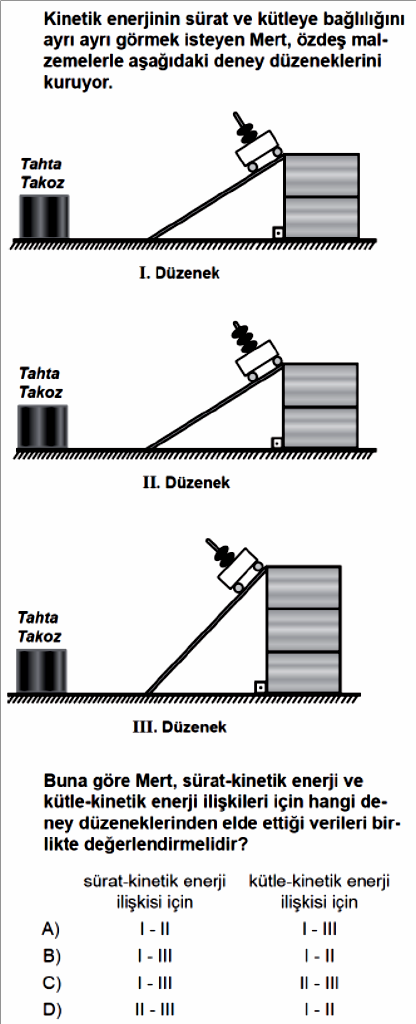 Kinetik enerjinin sürat ve kütleye bağlılığını
ayrı ayrı görmek isteyen Mert, özdeş mal-
zemelerle aşağıdaki deney düzeneklerini
kuruyor.
Tahta
Takoz
I. Düzenek
Tahta
Takoz
II. Düzenek
Tahta
Takoz
III. Düzenek
Buna göre Mert, sürat-kinetik enerji ve
kütle-kinetik enerji ilişkileri için hangi de-
ney düzeneklerinden elde ettiği verileri bir-
likte değerlendirmelidir?
sürat-kinetik enerji kütle-kinetik enerji
ilişkisi için ilişkisi için
A) I - II I - III
B) I - III I - II
C) I - III II - III
D) II - III I - II